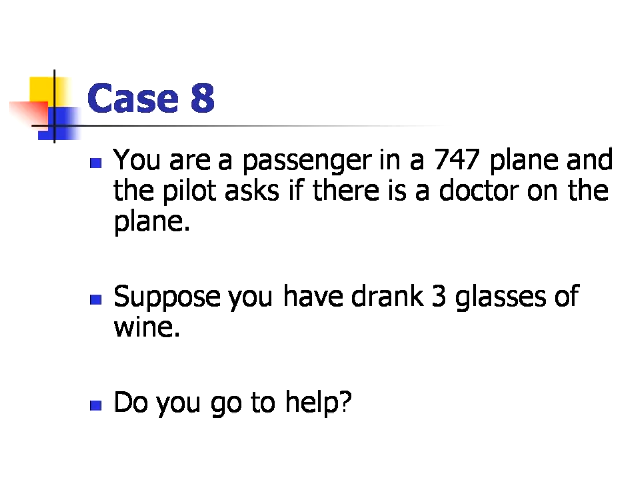 Case 8
You are a passenger in a 747 plane and
the pilot asks if there is a doctor on the
plane.
Suppose you have drank 3 glasses of
wine.
Do you go to help?